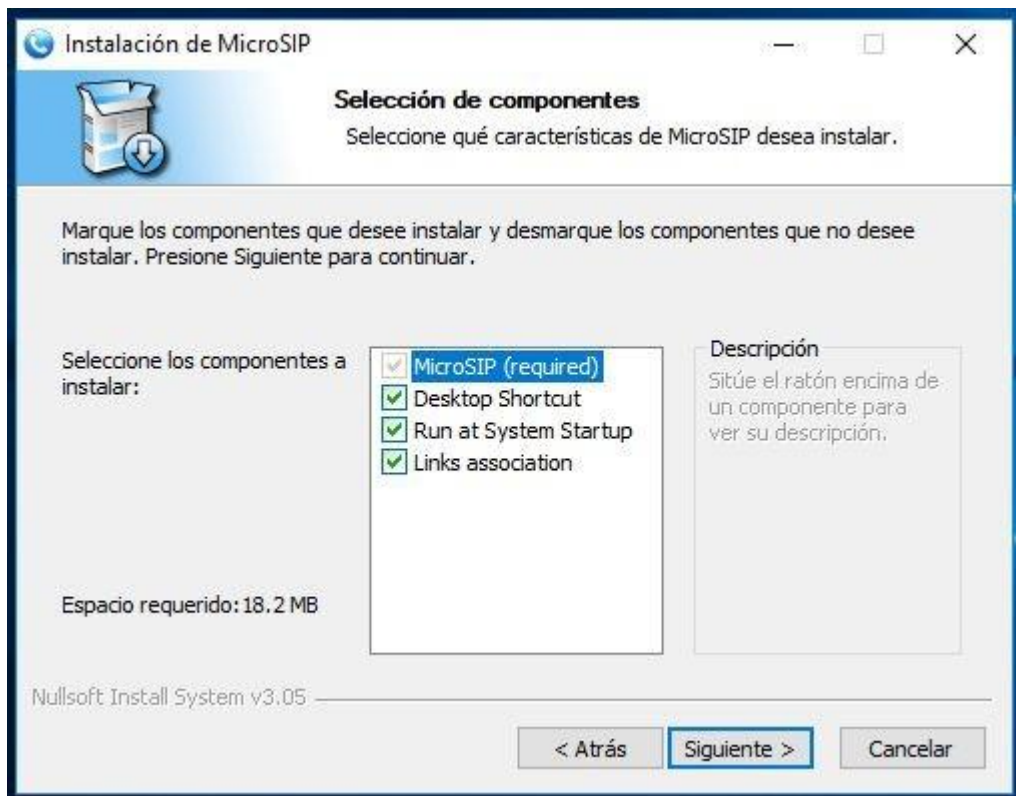 Instalación de MicroSIP
Selección de componentes
Seleccione qué características de MicroSIP desea instalar.
Marque los componentes que desee instalar y desmarque los componentes que no desee
instalar. Presione Siguiente para continuar.
Seleccione los componentes a
instalar:
MicroSIP (required)
Desktop Shortcut
Run at System Startup
Links association
Descripción
Sitúe el ratón encima de
un componente para
ver su descripción.
Espacio requerido: 18.2 MB
Nullsoft Install System v3.05
< Atrás
Siguiente >
Cancelar